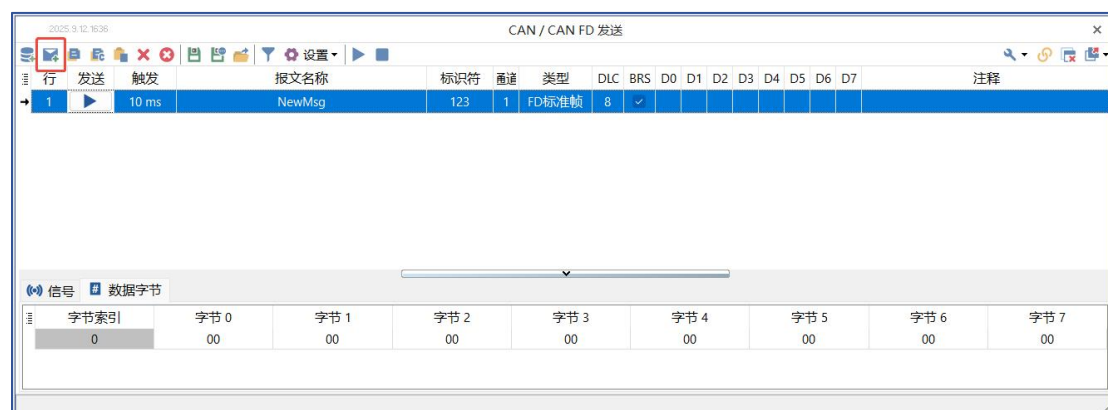 2025.9.12.1636 CAN / CAN FD 发送
设置
行 发送 触发 报文名称 标识符 通道 类型 DLC BRS D0 D1 D2 D3 D4 D5 D6 D7 注释
1 10 ms NewMsg 123 1 FD标准帧 8
信号 数据字节
字节索引 字节 0 字节 1 字节 2 字节 3 字节 4 字节 5 字节 6 字节 7
0 00 00 00 00 00 00 00 00